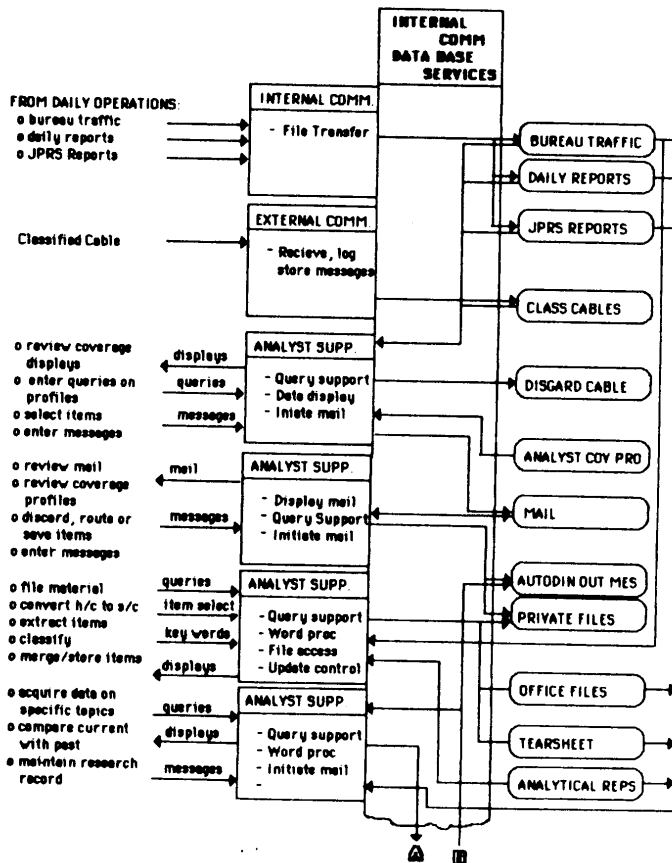 INTERNAL
COMM
DATA BASE
SERVICES
FROM DAILY OPERATIONS:
o bureau traffic
o daily reports
o JPRS Reports
INTERNAL COMM.
- File Transfer
BUREAU TRAFFIC
DAILY REPORTS
JPRS REPORTS
Classified Cable
EXTERNAL COMM.
- Recieve, log
store messages
CLASS CABLES
o review coverage
displays
o enter queries on
profiles
o select items
o enter messages
displays
queries
messages
ANALYST SUPP.
- Query support
- Data display
- Iniate mail
DISGARD CABLE
ANALYST COY PRO
o review mail
o review coverage
profiles
o discard, route or
save items
o enter messages
mail
messages
ANALYST SUPP.
- Display mail
- Query Support
- Initiate mail
MAIL
AUTODIN OUT MES
PRIVATE FILES
o file material
o convert h/c to s/c
o extract items
o classify
o merge/store items
queries
item select
key words
displays
ANALYST SUPP.
- Query support
- Word proc
- File access
- Update control
OFFICE FILES
TEARSHEET
ANALYTICAL REPS
o acquire data on
specific topics
o compare current
with past
o maintain research
record
queries
displays
messages
ANALYST SUPP
- Query support
- Word proc
- Initiate mail
-
A
B